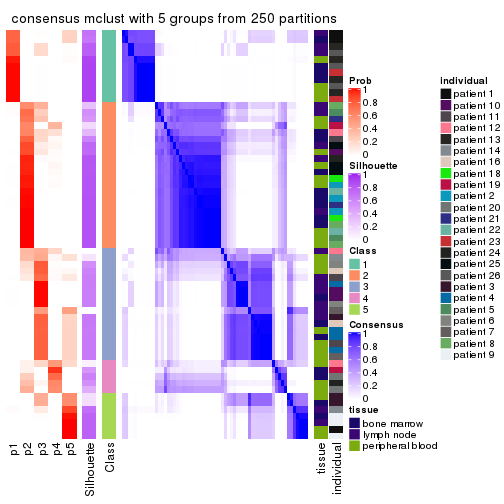 consensus mclust with 5 groups from 250 partitions
Prob
1
0.8
0.6
0.4
0.2
0
Silhouette
1
0.8
0.6
0.4
0.2
0
Class
1
2
3
4
5
Consensus
1
0.8
0.6
0.4
0.2
0
tissue
bone marrow
lymph node
peripheral blood
individual
patient 1
patient 10
patient 11
patient 12
patient 13
patient 14
patient 16
patient 18
patient 19
patient 2
patient 20
patient 21
patient 22
patient 23
patient 24
patient 25
patient 26
patient 3
patient 4
patient 5
patient 6
patient 7
patient 8
patient 9
p1
p2
p3
p4
p5
Silhouette
Class
tissue
individual